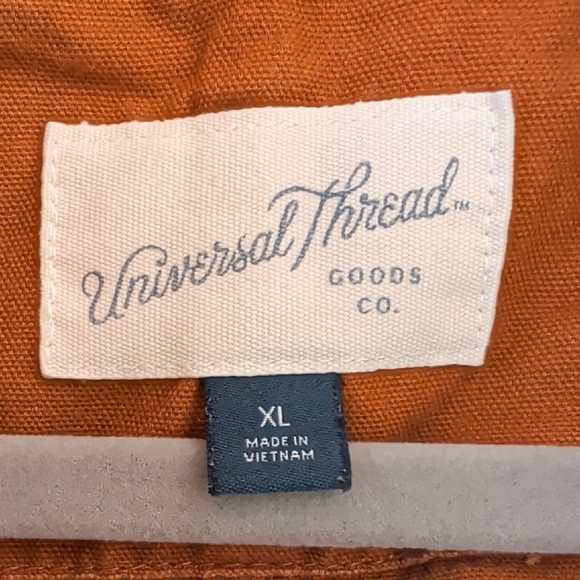 Universal Thread™
GOODS
CO.
XL
MADE IN
VIETNAM